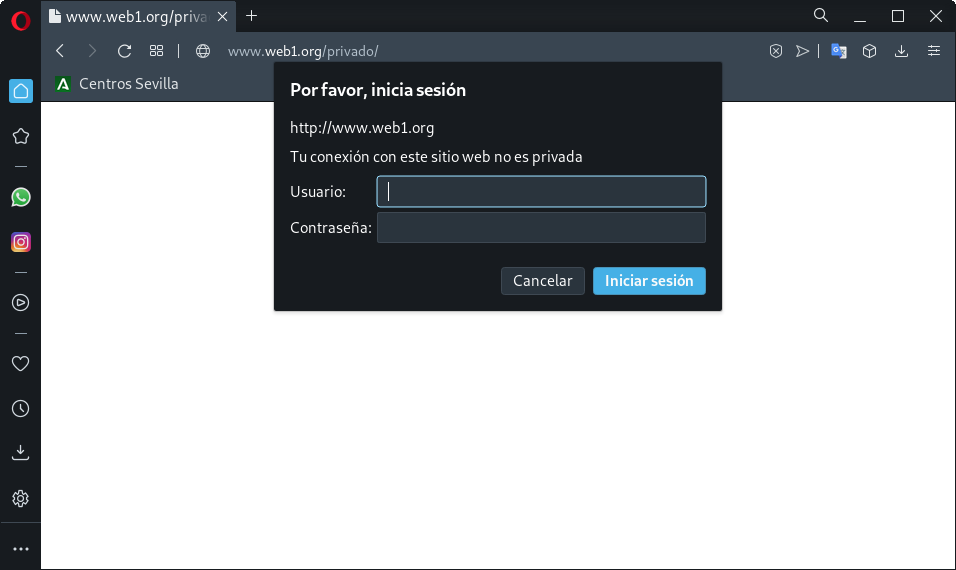 www.web1.org/priva
www.web1.org/privado/
Centros Sevilla
Por favor, inicia sesión
http://www.web1.org
Tu conexión con este sitio web no es privada
Usuario:
Contraseña:
Cancelar Iniciar sesión